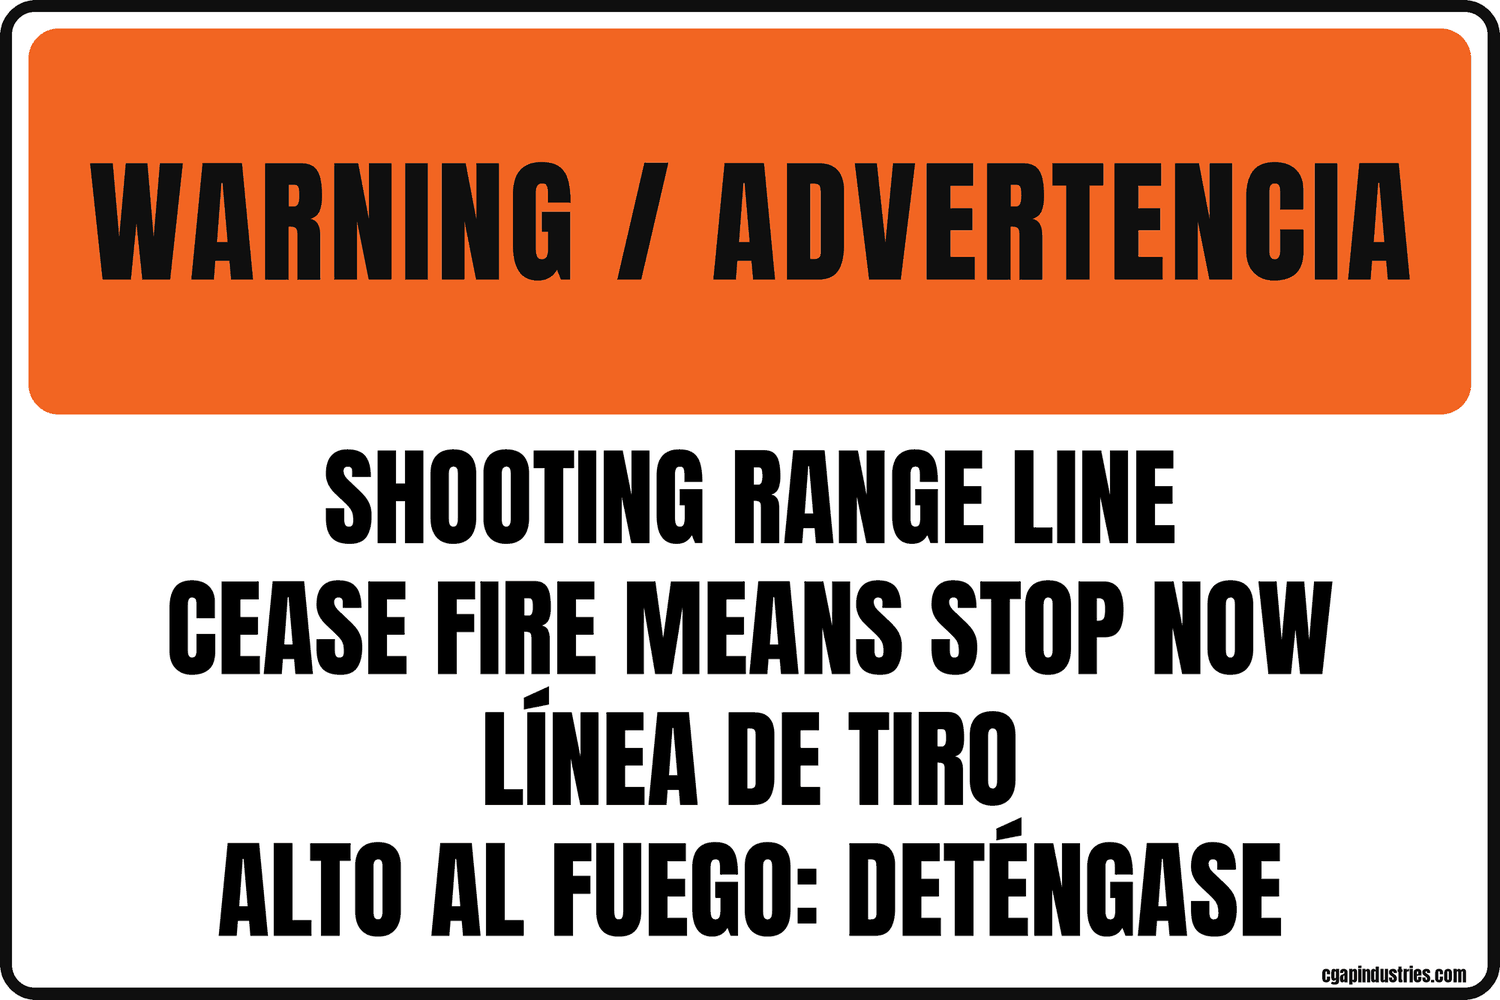 WARNING / ADVERTENCIA
SHOOTING RANGE LINE
CEASE FIRE MEANS STOP NOW
LÍNEA DE TIRO
ALTO AL FUEGO: DETÉNGASE
cgapindustries.com